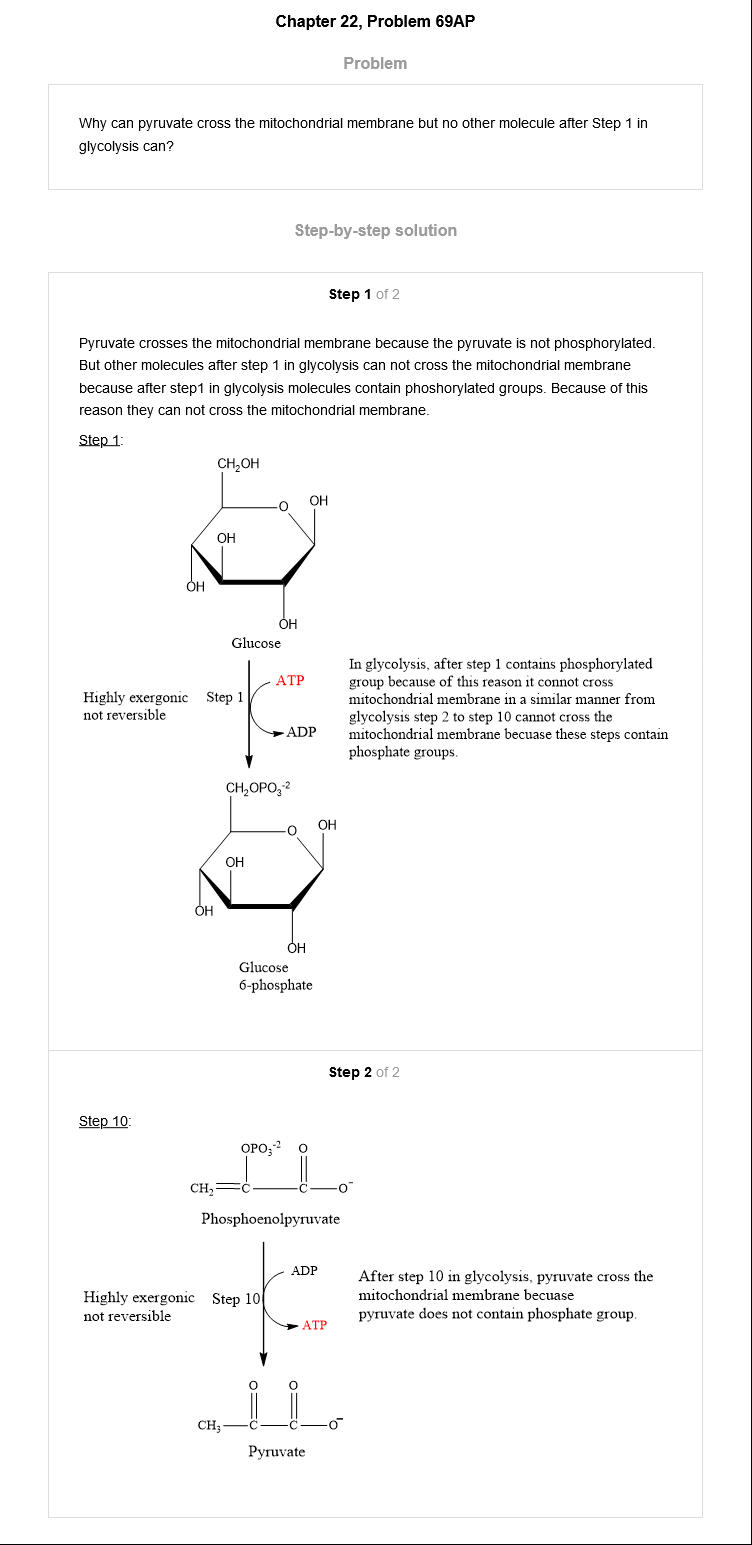 Chapter 22, Problem 69AP
Problem
Why can pyruvate cross the mitochondrial membrane but no other molecule after Step 1 in
glycolysis can?
Step-by-step solution
Step 1 of 2
Pyruvate crosses the mitochondrial membrane because the pyruvate is not phosphorylated.
But other molecules after step 1 in glycolysis can not cross the mitochondrial membrane
because after step1 in glycolysis molecules contain phoshorylated groups. Because of this
reason they can not cross the mitochondrial membrane.
Step 1:
CH₂OH
O
OH
OH
OH
OH
Glucose
Highly exergonic
not reversible
Step 1
ATP
ADP
In glycolysis, after step 1 contains phosphorylated
group because of this reason it connot cross
mitochondrial membrane in a similar manner from
glycolysis step 2 to step 10 cannot cross the
mitochondrial membrane becuase these steps contain
phosphate groups.
CH₂OPO₃⁻²
O
OH
OH
OH
OH
Glucose
6-phosphate
Step 2 of 2
Step 10:
OPO₃⁻² O
CH₂ C C O⁻
Phosphoenolpyruvate
Highly exergonic
not reversible
Step 10
ADP
ATP
After step 10 in glycolysis, pyruvate cross the
mitochondrial membrane becuase
pyruvate does not contain phosphate group.
O O
CH₃ C C O⁻
Pyruvate